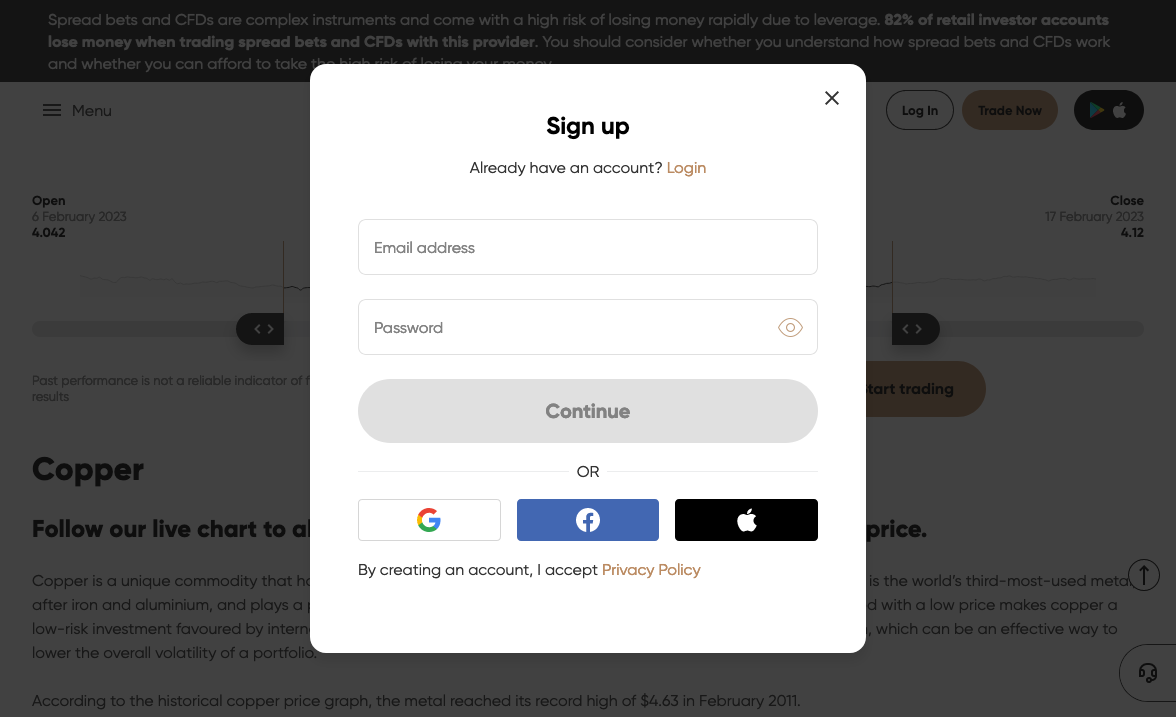 Spread bets and CFDs are complex instruments and come with a high risk of losing money rapidly due to leverage. 82% of retail investor accounts
lose money when trading spread bets and CFDs with this provider. You should consider whether you understand how spread bets and CFDs work
and whether you can afford to take the high risk of losing your money.
Menu
Log In
Trade Now
Sign up
Already have an account? Login
Open
6 February 2023
4.042
Close
17 February 2023
4.12
Email address
Password
Past performance is not a reliable indicator of
results
Start trading
Continue
OR
Copper
Follow our live chart to
price.
By creating an account, I accept Privacy Policy
Copper is a unique commodity that
is the world's third-most-used metal
after iron and aluminium, and plays a
with a low price makes copper a
low-risk investment favoured by
which can be an effective way to
lower the overall volatility of a portfolio.
According to the historical copper price graph, the metal reached its record high of $4.63 in February 2011.